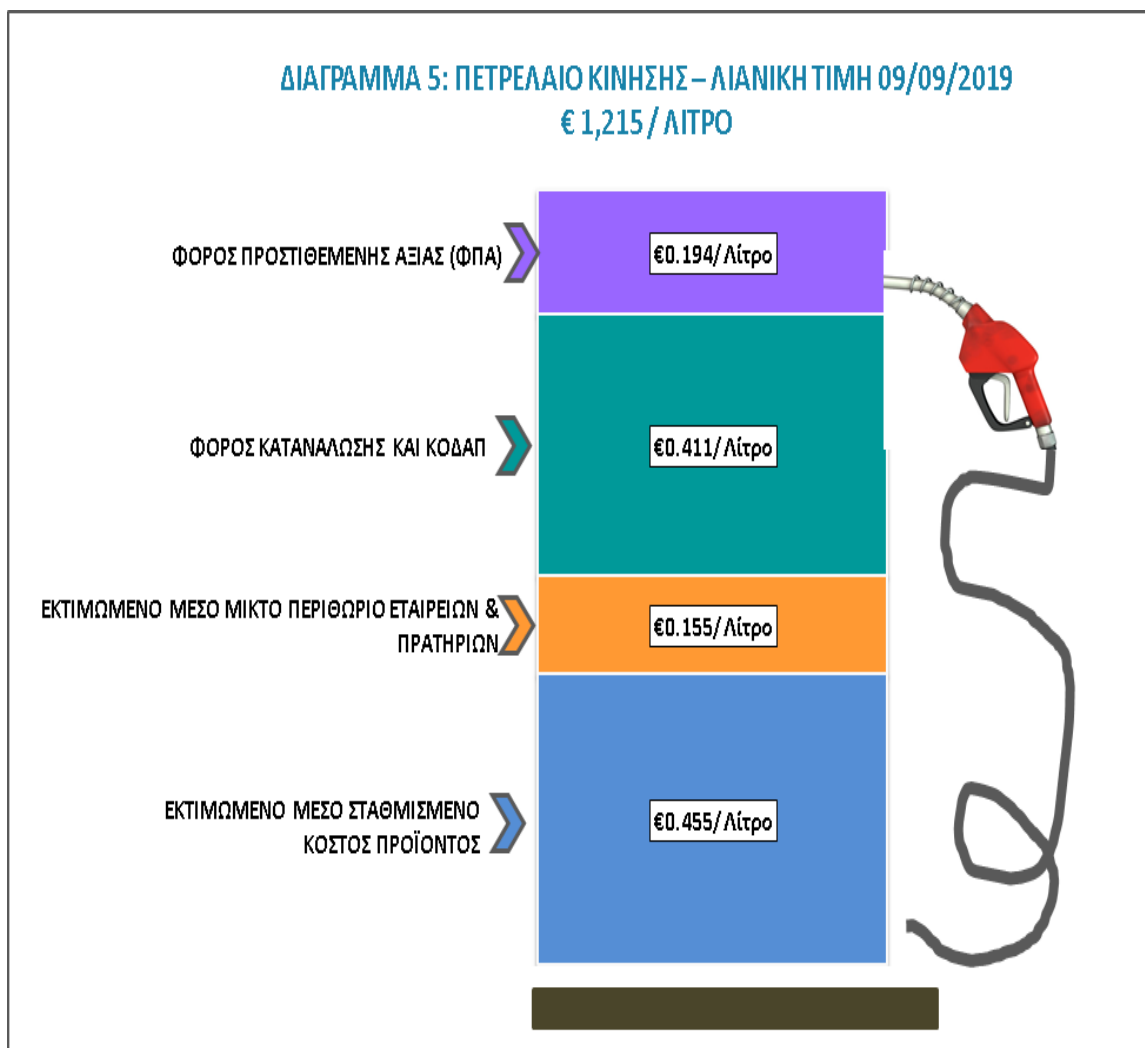 ΔΙΑΓΡΑΜΜΑ 5: ΠΕΤΡΕΛΑΙΟ ΚΙΝΗΣΗΣ – ΛΙΑΝΙΚΗ ΤΙΜΗ 09/09/2019
€ 1,215 / ΛΙΤΡΟ
ΦΟΡΟΣ ΠΡΟΣΤΙΘΕΜΕΝΗΣ ΑΞΙΑΣ (ΦΠΑ)
€0.194/ Λίτρο
ΦΟΡΟΣ ΚΑΤΑΝΑΛΩΣΗΣ ΚΑΙ ΚΟΔΑΠ
€0.411/ Λίτρο
ΕΚΤΙΜΩΜΕΝΟ ΜΕΣΟ ΜΙΚΤΟ ΠΕΡΙΘΩΡΙΟ ΕΤΑΙΡΕΙΩΝ &
ΠΡΑΤΗΡΙΩΝ
€0.155/ Λίτρο
ΕΚΤΙΜΩΜΕΝΟ ΜΕΣΟ ΣΤΑΘΜΙΣΜΕΝΟ
ΚΟΣΤΟΣ ΠΡΟΪΟΝΤΟΣ
€0.455/ Λίτρο